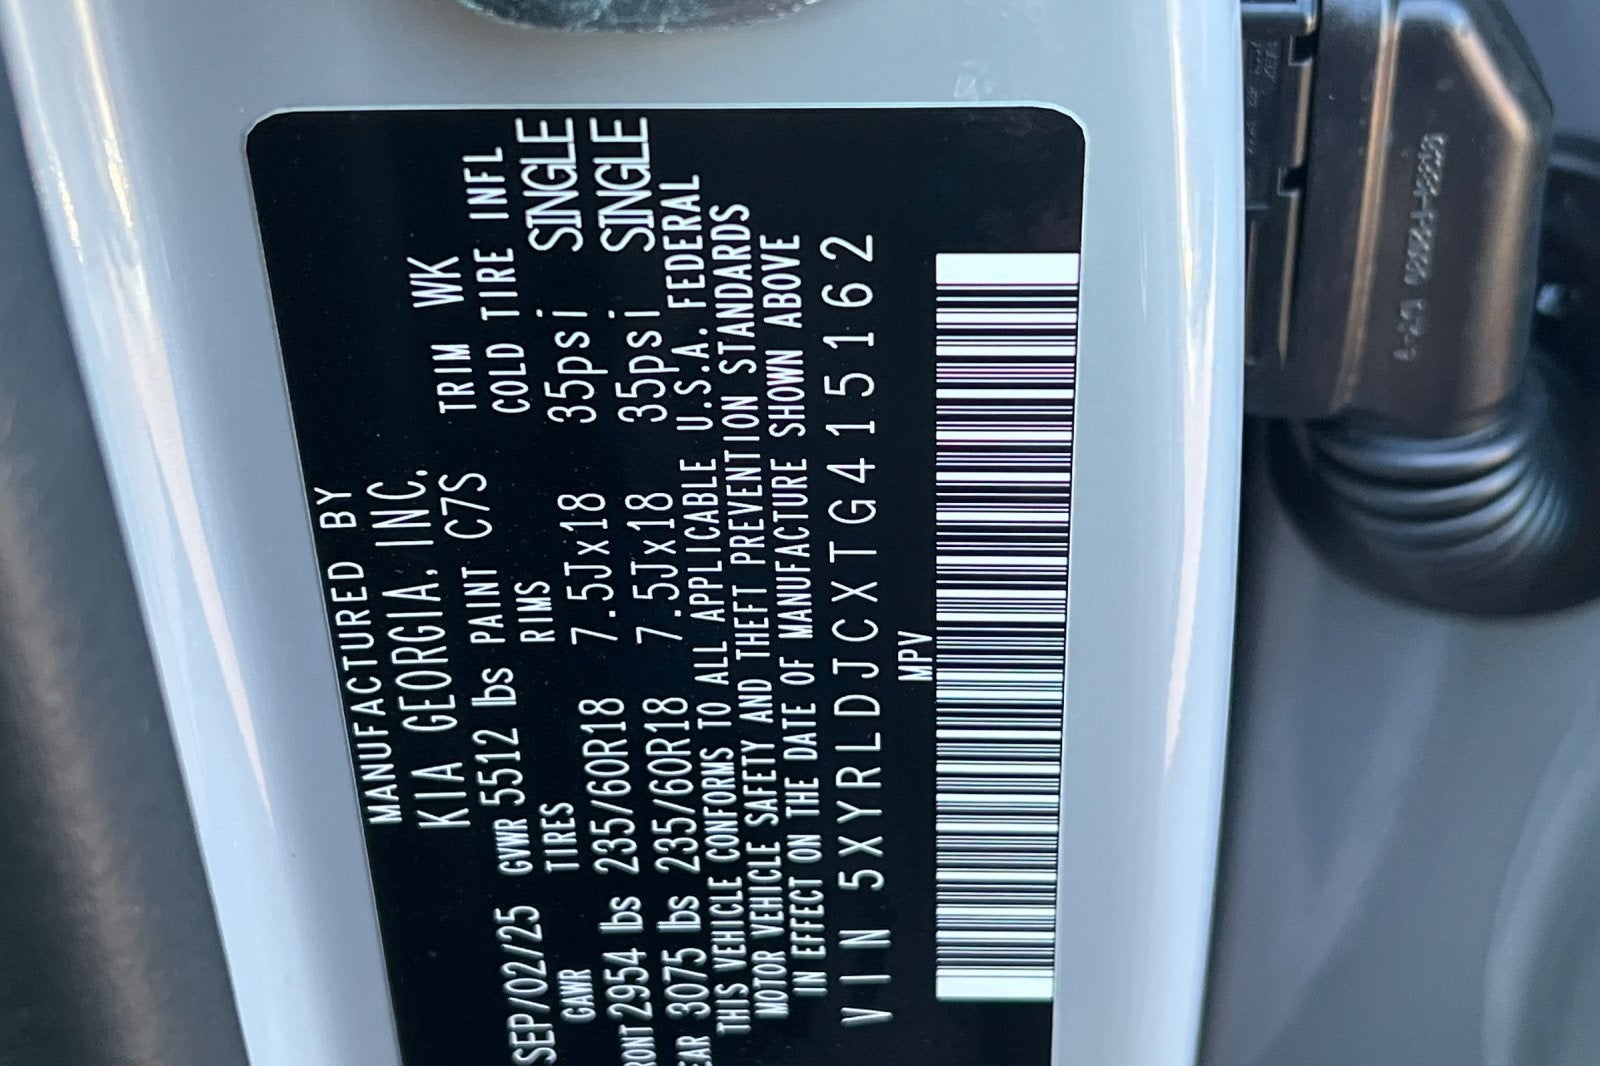 MANUFACTURED BY
KIA GEORGIA, INC.
SEP/02/25 GVWR 5512 lbs PAINT C7S TRIM WK
GAWR TIRES RIMS COLD TIRE INFL
RONT 2954 lbs 235/60R18 7.5Jx18 35psi SINGLE
EAR 3075 lbs 235/60R18 7.5Jx18 35psi SINGLE
THIS VEHICLE CONFORMS TO ALL APPLICABLE U.S.A. FEDERAL
MOTOR VEHICLE SAFETY AND THEFT PREVENTION STANDARDS
IN EFFECT ON THE DATE OF MANUFACTURE SHOWN ABOVE
VIN 5XYRLDJCXTG415162
MPV